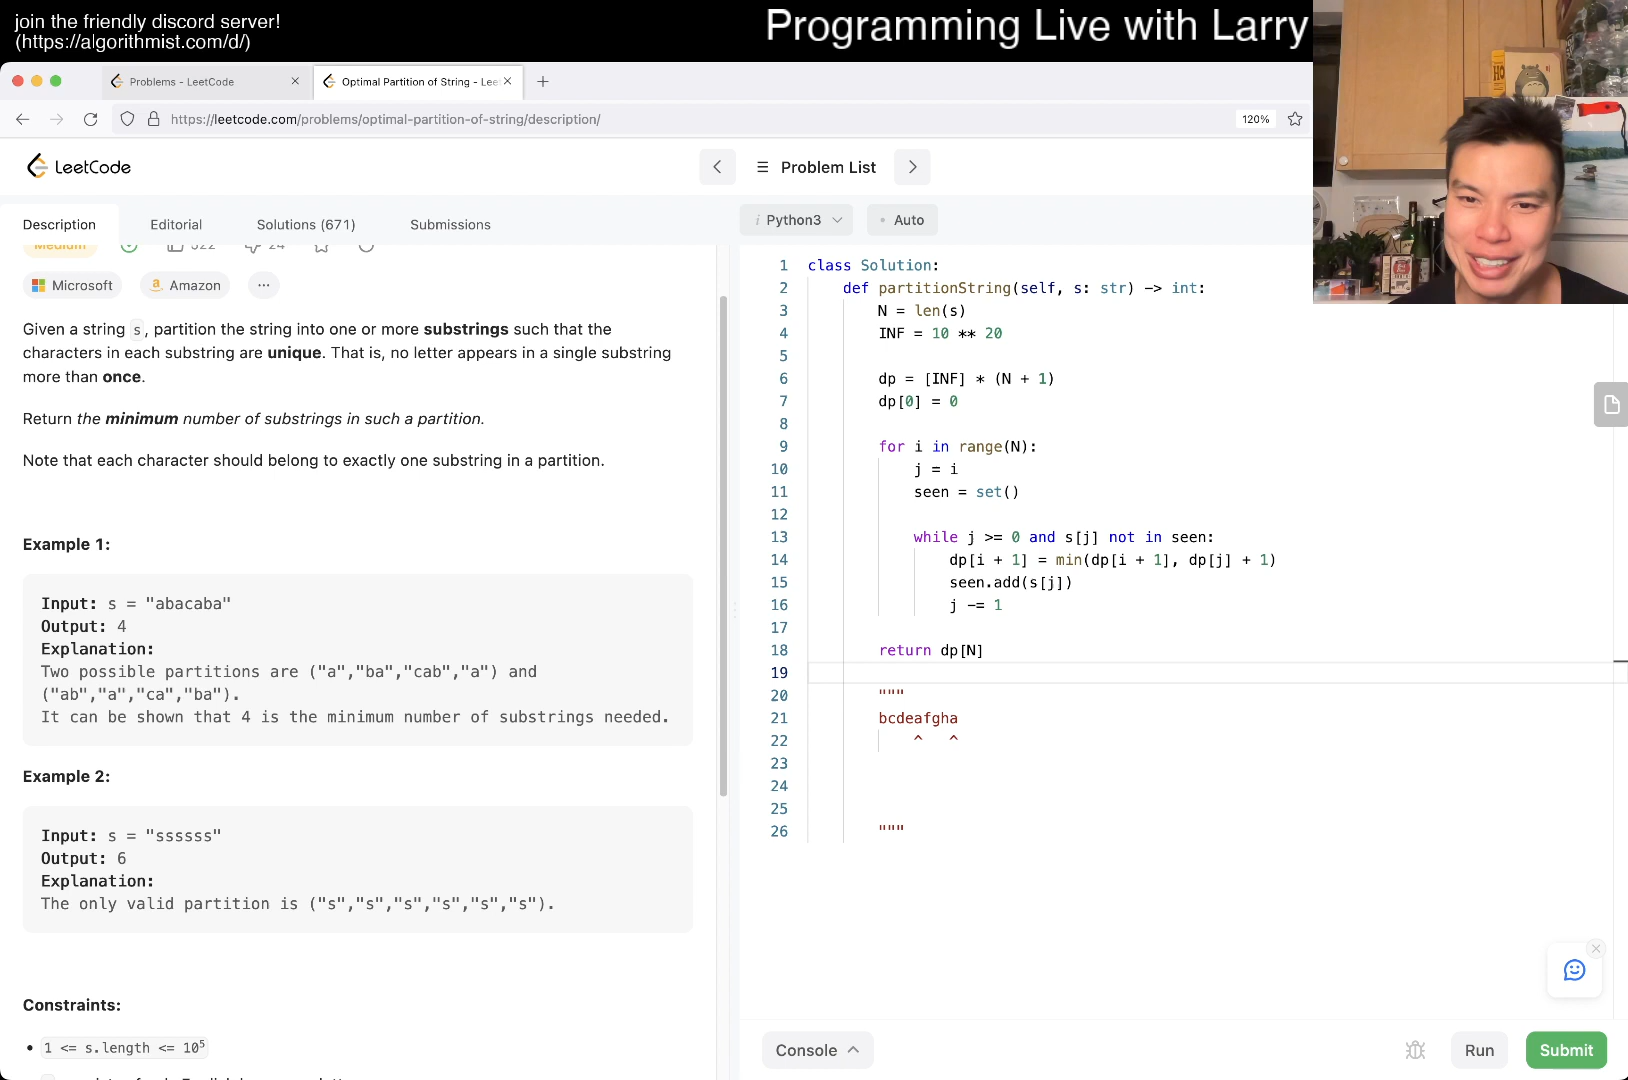 join the friendly discord server!
(https://algorithmist.com/d/)
Programming Live with Larry
Problems - LeetCode
Optimal Partition of String - Lee
https://leetcode.com/problems/optimal-partition-of-string/description/
120%
LeetCode
Problem List
Description
Editorial
Solutions (671)
Submissions
i Python3
Auto
Medium
322
24
Microsoft
Amazon
...
Given a string s, partition the string into one or more substrings such that the
characters in each substring are unique. That is, no letter appears in a single substring
more than once.
Return the minimum number of substrings in such a partition.
Note that each character should belong to exactly one substring in a partition.
Example 1:
Input: s = "abacaba"
Output: 4
Explanation:
Two possible partitions are ("a","ba","cab","a") and
("ab","a","ca","ba").
It can be shown that 4 is the minimum number of substrings needed.
Example 2:
Input: s = "ssssss"
Output: 6
Explanation:
The only valid partition is ("s","s","s","s","s","s").
Constraints:
• 1 <= s.length <= 10⁵
1 class Solution:
2 def partitionString(self, s: str) -> int:
3 N = len(s)
4 INF = 10 ** 20
5
6 dp = [INF] * (N + 1)
7 dp[0] = 0
8
9 for i in range(N):
10 j = i
11 seen = set()
12
13 while j >= 0 and s[j] not in seen:
14 dp[i + 1] = min(dp[i + 1], dp[j] + 1)
15 seen.add(s[j])
16 j -= 1
17
18 return dp[N]
19
20 """
21 bcdeafgha
22 ^ ^
23
24
25
26 """
Console
Run
Submit